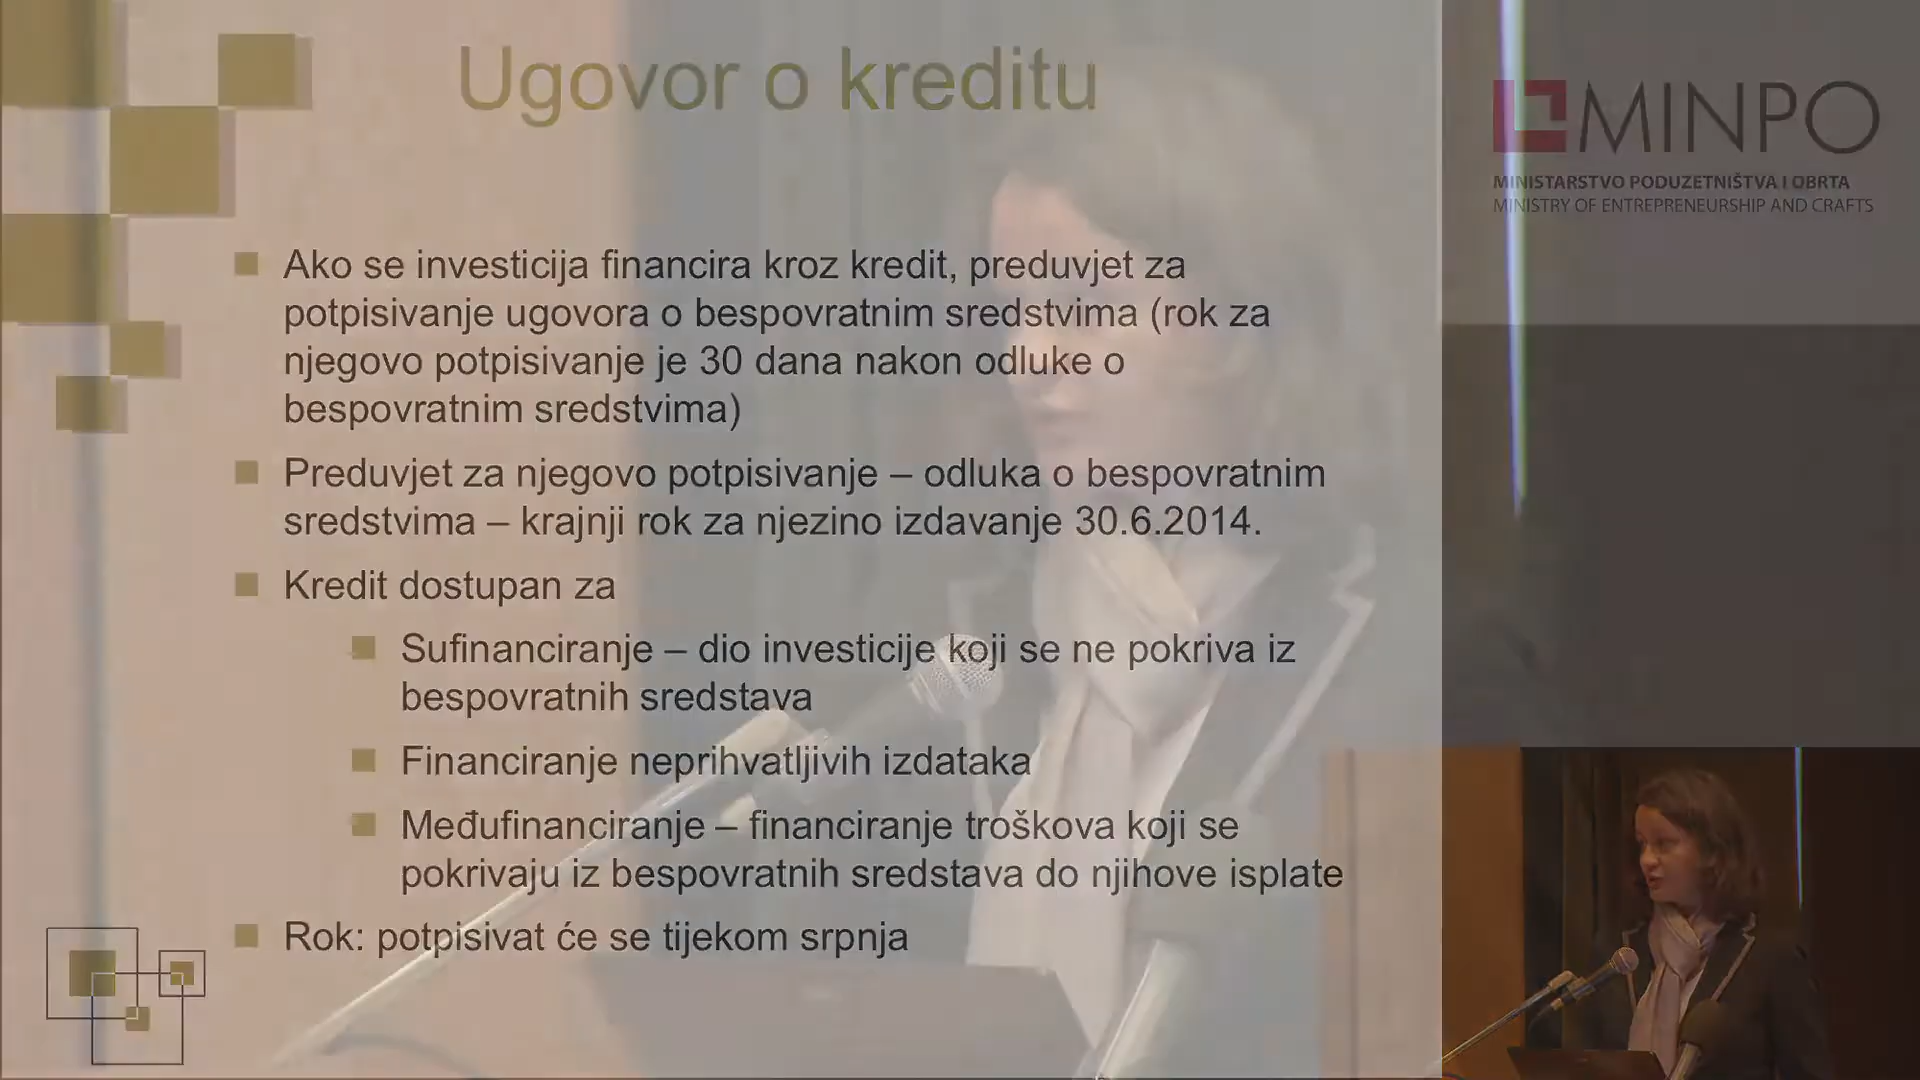 Ugovor o kreditu
MINPO
MINISTARSTVO PODUZETNIŠTVA I OBRTA
MINISTRY OF ENTREPRENEURSHIP AND CRAFTS
Ako se investicija financira kroz kredit, preduvjet za
potpisivanje ugovora o bespovratnim sredstvima (rok za
njegovo potpisivanje je 30 dana nakon odluke o
bespovratnim sredstvima)
Preduvjet za njegovo potpisivanje – odluka o bespovratnim
sredstvima – krajnji rok za njezino izdavanje 30.6.2014.
Kredit dostupan za
Sufinanciranje – dio investicije koji se ne pokriva iz
bespovratnih sredstava
Financiranje neprihvatljivih izdataka
Međufinanciranje – financiranje troškova koji se
pokrivaju iz bespovratnih sredstava do njihove isplate
Rok: potpisivat će se tijekom srpnja